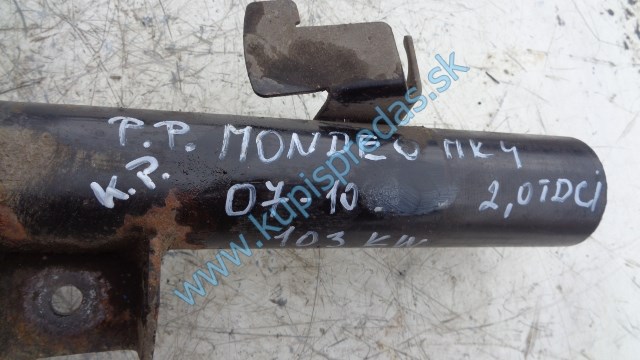 P.P. MONDEO MK4
K.P. 07-10 2,0TDCI
103 KW
www.kupispredas.sk